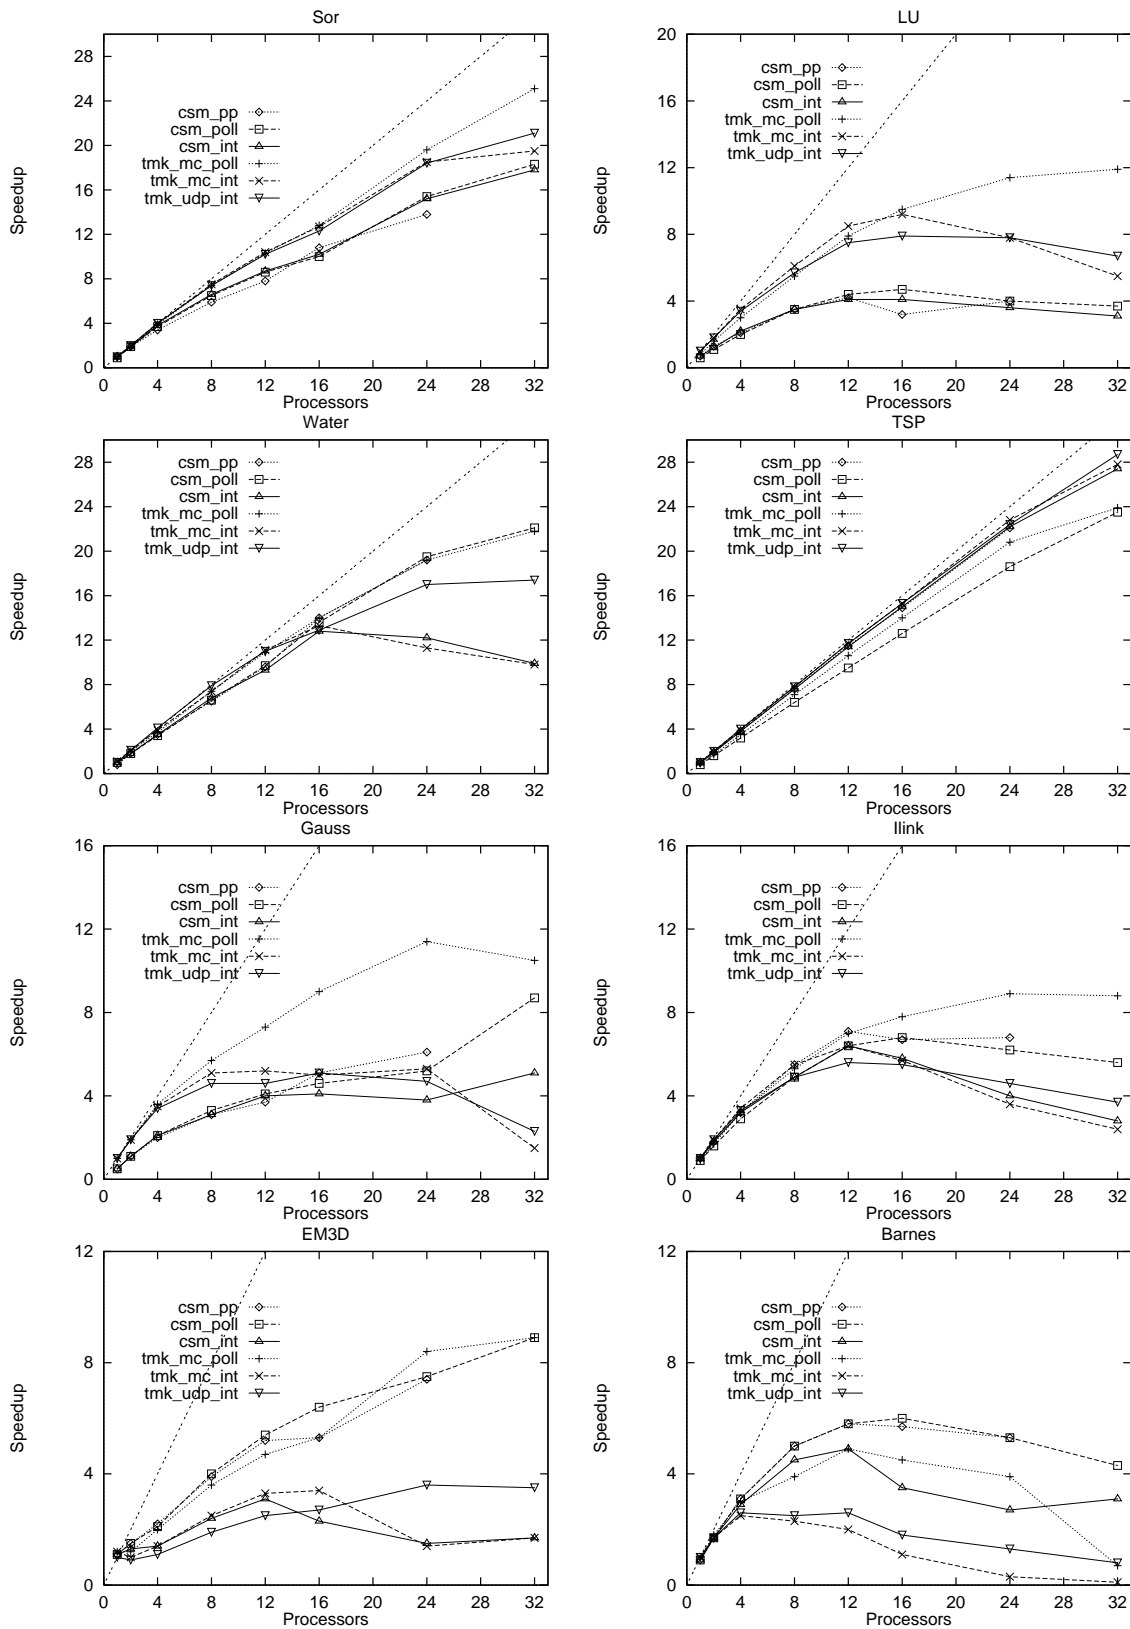 Sor
Speedup
28
24
20
16
12
8
4
0
csm_pp
csm_poll
csm_int
tmk_mc_poll
tmk_mc_int
tmk_udp_int
0 4 8 12 16 20 24 28 32
Processors
LU
Speedup
20
16
12
8
4
0
csm_pp
csm_poll
csm_int
tmk_mc_poll
tmk_mc_int
tmk_udp_int
0 4 8 12 16 20 24 28 32
Processors
Water
Speedup
28
24
20
16
12
8
4
0
csm_pp
csm_poll
csm_int
tmk_mc_poll
tmk_mc_int
tmk_udp_int
0 4 8 12 16 20 24 28 32
Processors
TSP
Speedup
28
24
20
16
12
8
4
0
csm_pp
csm_poll
csm_int
tmk_mc_poll
tmk_mc_int
tmk_udp_int
0 4 8 12 16 20 24 28 32
Processors
Gauss
Speedup
16
12
8
4
0
csm_pp
csm_poll
csm_int
tmk_mc_poll
tmk_mc_int
tmk_udp_int
0 4 8 12 16 20 24 28 32
Processors
Ilink
Speedup
16
12
8
4
0
csm_pp
csm_poll
csm_int
tmk_mc_poll
tmk_mc_int
tmk_udp_int
0 4 8 12 16 20 24 28 32
Processors
EM3D
Speedup
12
8
4
0
csm_pp
csm_poll
csm_int
tmk_mc_poll
tmk_mc_int
tmk_udp_int
0 4 8 12 16 20 24 28 32
Processors
Barnes
Speedup
12
8
4
0
csm_pp
csm_poll
csm_int
tmk_mc_poll
tmk_mc_int
tmk_udp_int
0 4 8 12 16 20 24 28 32
Processors